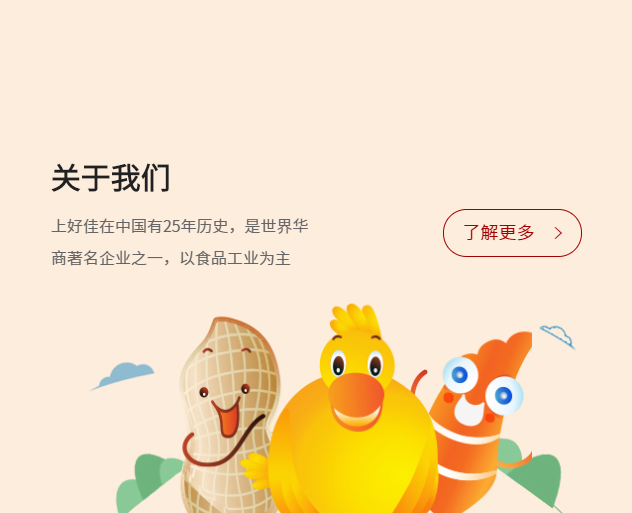 关于我们
上好佳在中国有25年历史，是世界华
商著名企业之一，以食品工业为主
了解更多